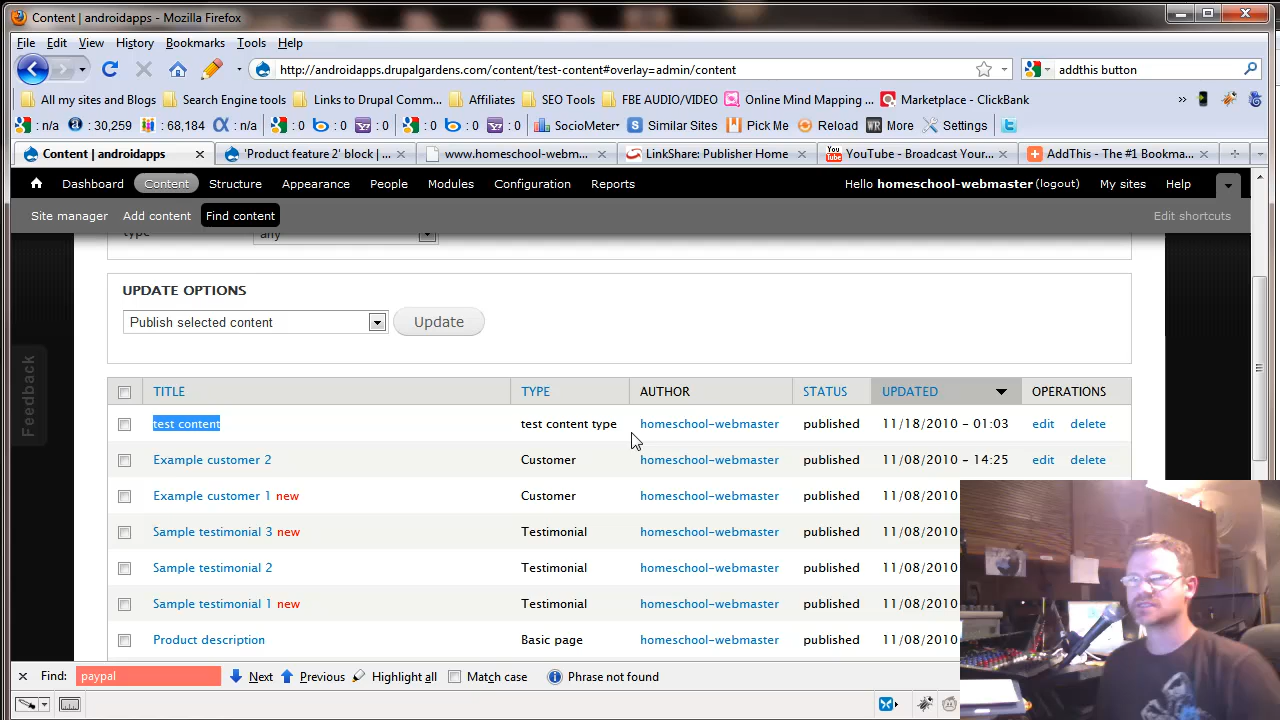 Content | androidapps - Mozilla Firefox
File Edit View History Bookmarks Tools Help
http://androidapps.drupalgardens.com/content/test-content#overlay=admin/content
addthis button
All my sites and Blogs Search Engine tools Links to Drupal Comm... Affiliates SEO Tools FBE AUDIO/VIDEO Online Mind Mapping ... Marketplace - ClickBank »
: n/a : 30,259 : 68,184 : n/a : 0 : 0 : 0 : 0 : 0 : 0 SocioMeter Similar Sites Pick Me Reload More Settings
Content | androidapps 'Product feature 2' block | ... www.homeschool-webm... LinkShare: Publisher Home YouTube - Broadcast Your... AddThis - The #1 Bookma...
Dashboard Content Structure Appearance People Modules Configuration Reports Hello homeschool-webmaster (logout) My sites Help
Site manager Add content Find content Edit shortcuts
type any
UPDATE OPTIONS
Publish selected content Update
Feedback
TITLE TYPE AUTHOR STATUS UPDATED OPERATIONS
test content test content type homeschool-webmaster published 11/18/2010 - 01:03 edit delete
Example customer 2 Customer homeschool-webmaster published 11/08/2010 - 14:25 edit delete
Example customer 1 new Customer homeschool-webmaster published 11/08/2010
Sample testimonial 3 new Testimonial homeschool-webmaster published 11/08/2010
Sample testimonial 2 Testimonial homeschool-webmaster published 11/08/2010
Sample testimonial 1 new Testimonial homeschool-webmaster published 11/08/2010
Product description Basic page homeschool-webmaster published 11/08/2010
Find: paypal Next Previous Highlight all Match case Phrase not found